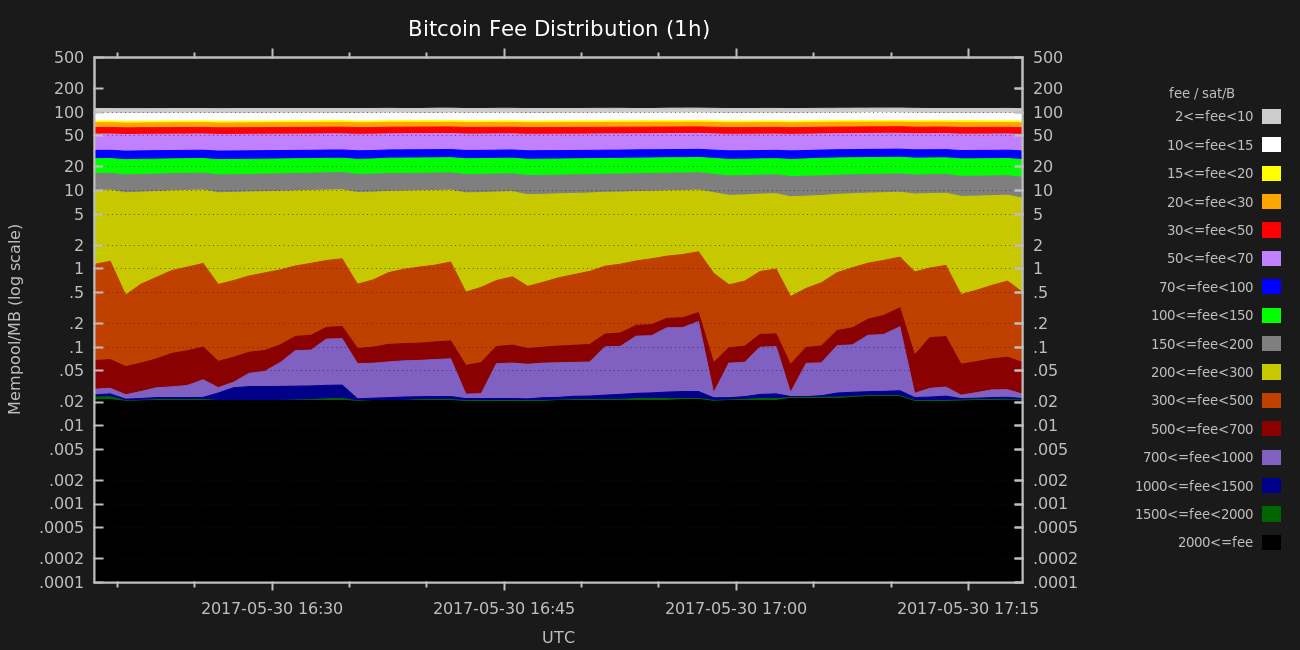 Bitcoin Fee Distribution (1h)
500 500
200 200
100 100
50 50
20 20
10 10
5 5
2 2
1 1
.5 .5
.2 .2
.1 .1
.05 .05
.02 .02
.01 .01
.005 .005
.002 .002
.001 .001
.0005 .0005
.0002 .0002
.0001 .0001
Mempool/MB (log scale)
2017-05-30 16:30 2017-05-30 16:45 2017-05-30 17:00 2017-05-30 17:15
UTC
fee / sat/B
2<=fee<10
10<=fee<15
15<=fee<20
20<=fee<30
30<=fee<50
50<=fee<70
70<=fee<100
100<=fee<150
150<=fee<200
200<=fee<300
300<=fee<500
500<=fee<700
700<=fee<1000
1000<=fee<1500
1500<=fee<2000
2000<=fee